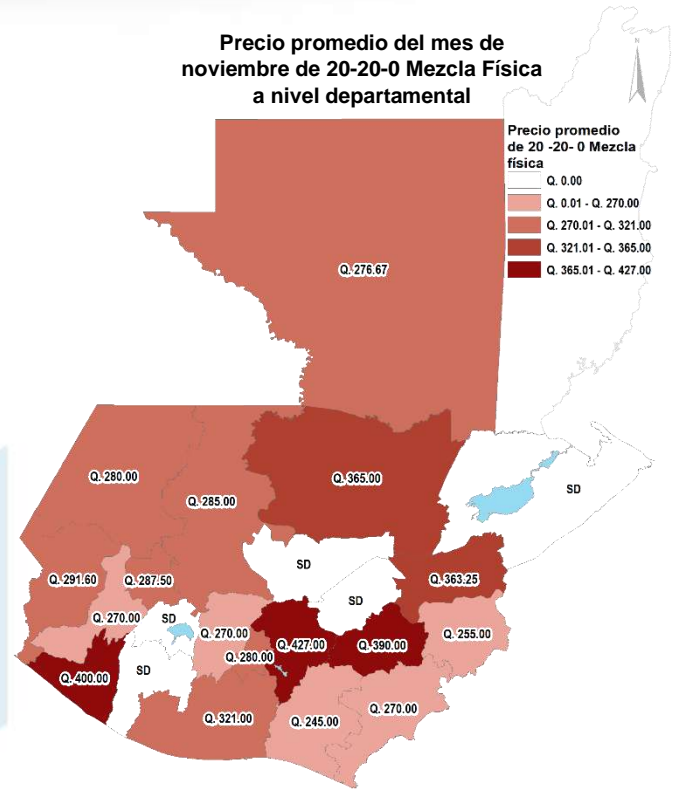 Precio promedio del mes de
noviembre de 20-20-0 Mezcla Física
a nivel departamental
N
Precio promedio
de 20 -20- 0 Mezcla
física
Q. 0.00
Q. 0.01 - Q. 270.00
Q. 270.01 - Q. 321.00
Q. 321.01 - Q. 365.00
Q. 365.01 - Q. 427.00
Q. 276.67
Q. 280.00
Q. 285.00
Q. 365.00
SD
Q. 291.60
Q. 287.50
SD
Q. 363.25
SD
Q. 270.00
SD
Q. 270.00
Q. 255.00
Q. 427.00
Q. 390.00
Q. 280.00
SD
Q. 400.00
Q. 321.00
Q. 245.00
Q. 270.00